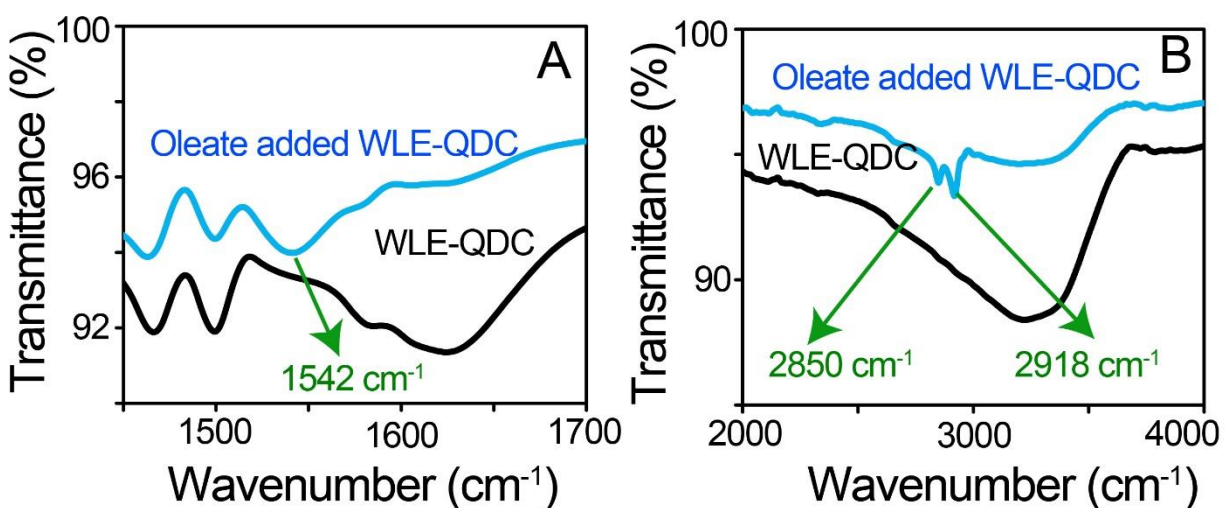 A
Transmittance (%)
100
96
92
Oleate added WLE-QDC
WLE-QDC
1542 cm⁻¹
1500
1600
1700
Wavenumber (cm⁻¹)
B
Transmittance (%)
100
90
Oleate added WLE-QDC
WLE-QDC
2850 cm⁻¹
2918 cm⁻¹
2000
3000
4000
Wavenumber (cm⁻¹)